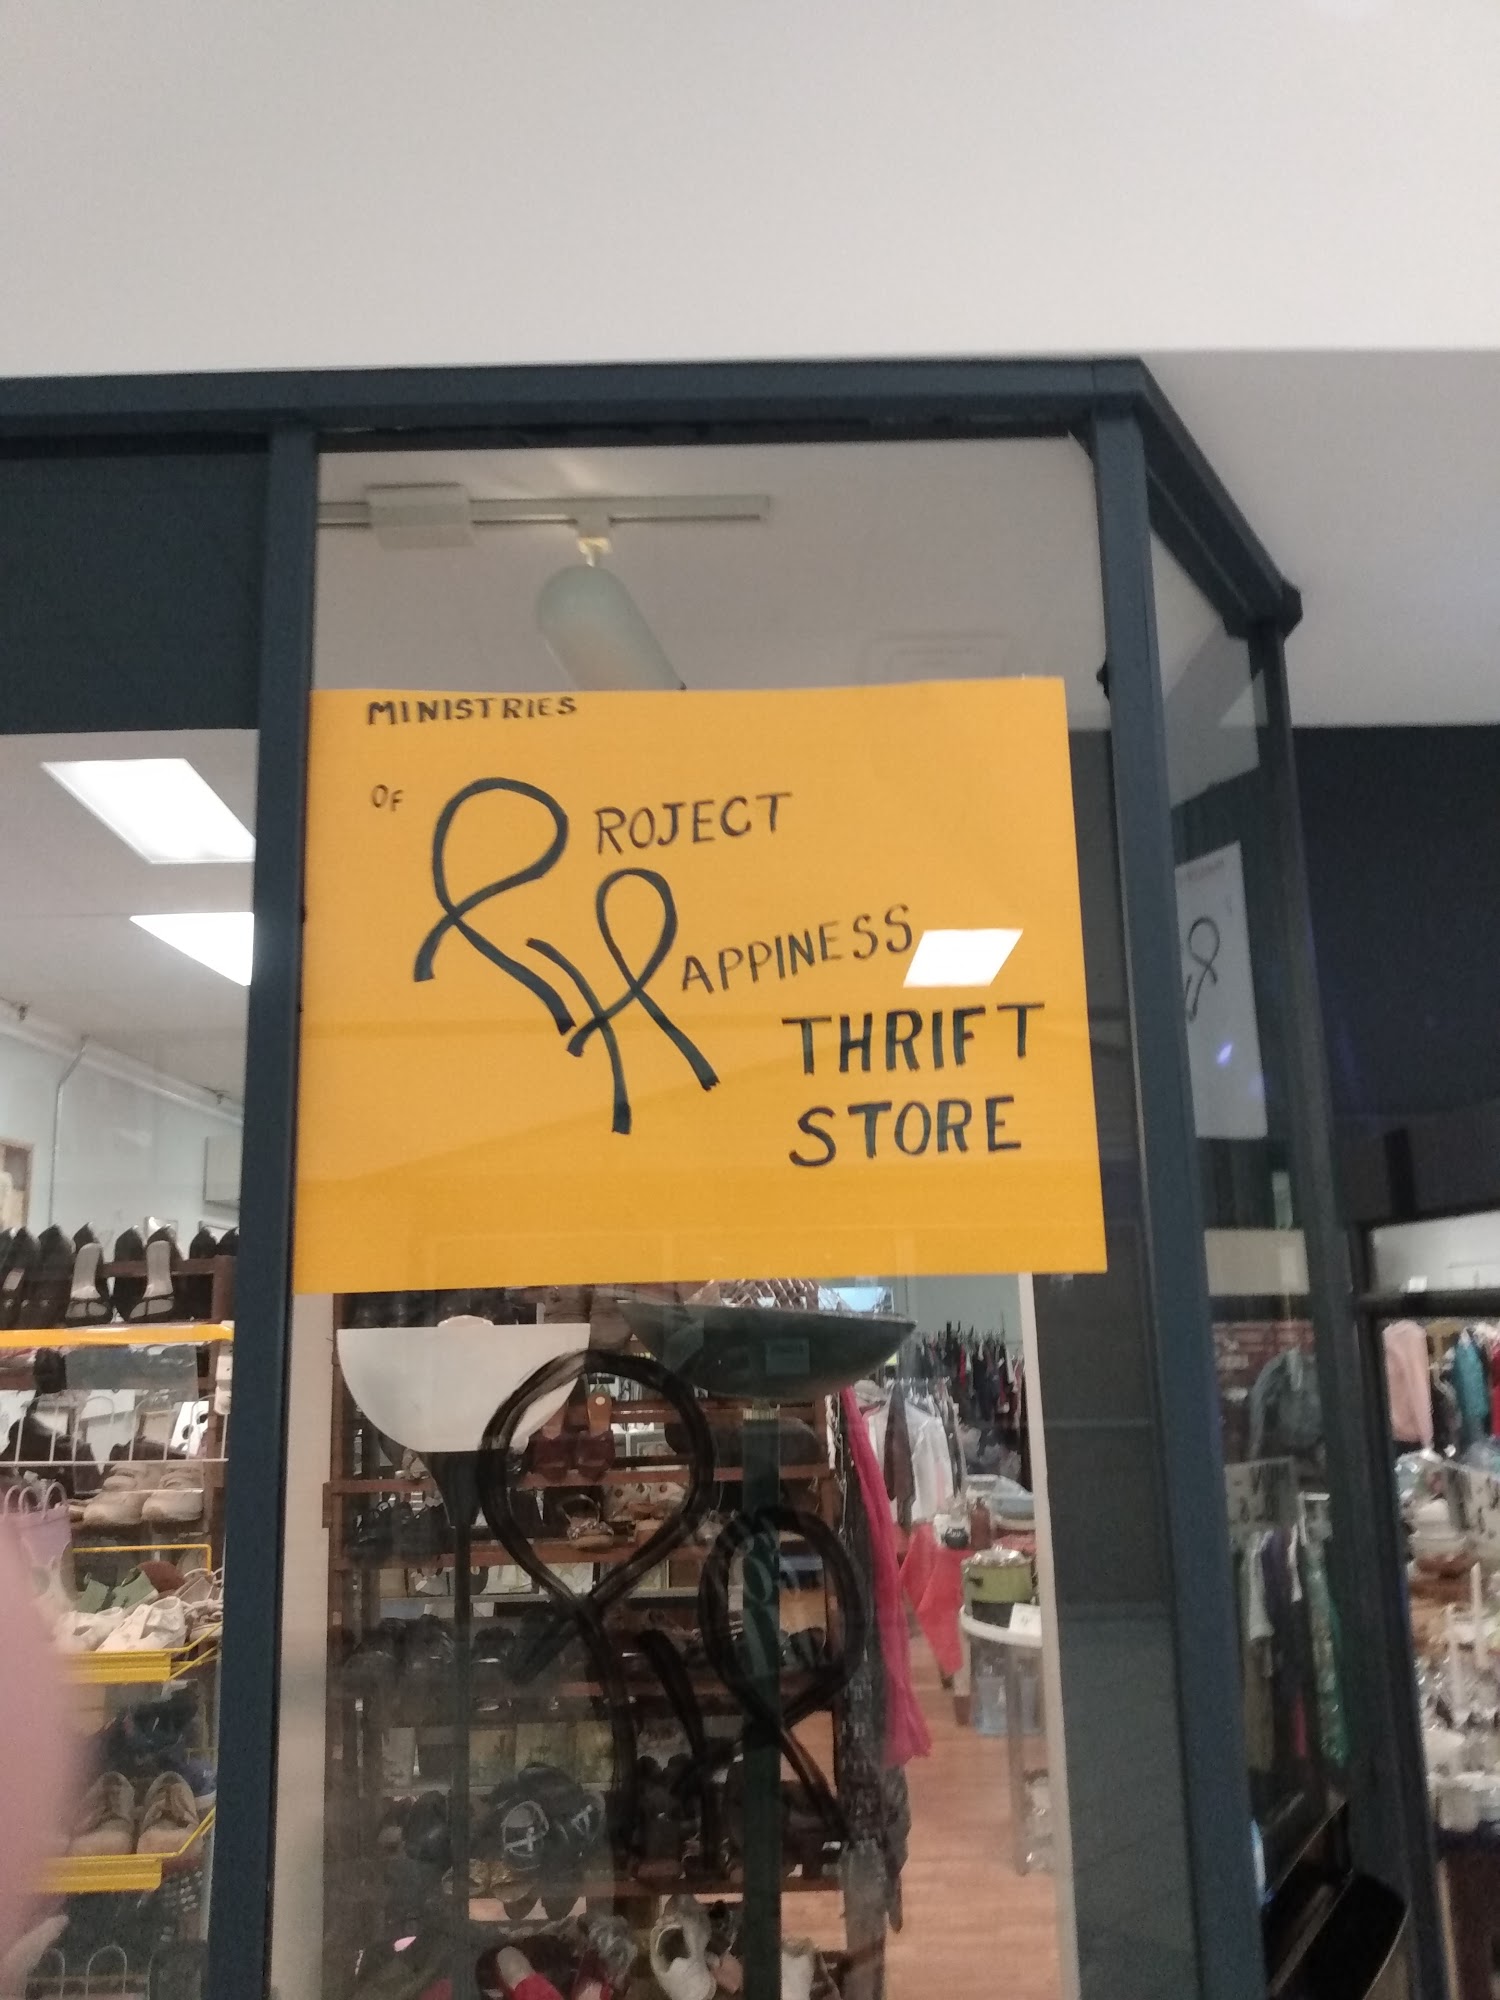 MINISTRIES
OF PROJECT
HAPPINESS
THRIFT
STORE